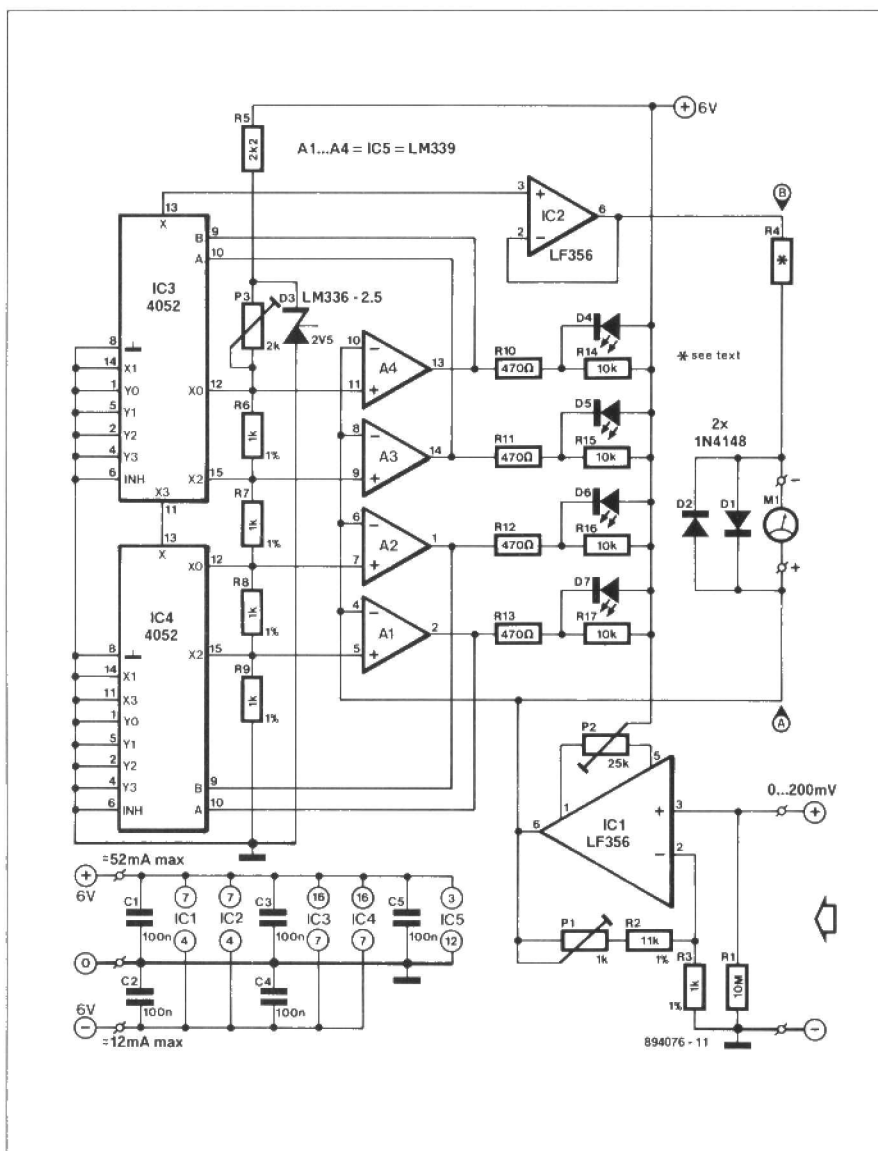 6V
R5
2k2
A1...A4 = IC5 = LM339
13
X
3
+
IC2
6
2
−
LF356
B
R4
*
B 9
A 10
IC3
4052
P3
2k
D3
LM336 - 2.5
2V5
8 ⊥
14 X1
1 Y0
5 Y1
2 Y2
4 Y3
6 INH
X0 12
X2 15
X3
11
10 −
11 +
A4
13
R10
470Ω
D4
R14
10k
* see text
R6
1k
1%
8 −
9 +
A3
14
R11
470Ω
D5
R15
10k
2x
1N4148
R7
1k
1%
6 −
7 +
A2
1
R12
470Ω
D6
R16
10k
D2
D1
M1
−
+
13
X
X0 12
IC4
4052
R8
1k
1%
4 −
5 +
A1
2
R13
470Ω
D7
R17
10k
8 ⊥
14 X1
11 X3
1 Y0
5 Y1
2 Y2
4 Y3
6 INH
X2 15
R9
1k
1%
B 9
A 10
A
P2
25k
1
5
6
IC1
LF356
+ 3
− 2
0...200mV
+
P1
1k
R2
11k
1%
R3
1k
1%
R1
10M
−
894076 - 11
≈52mA max
+
6V
C1
100n
7
IC1
4
7
IC2
4
C3
100n
16
IC3
7
16
IC4
7
C5
100n
3
IC5
12
0
C2
100n
C4
100n
6V
−
≈12mA max